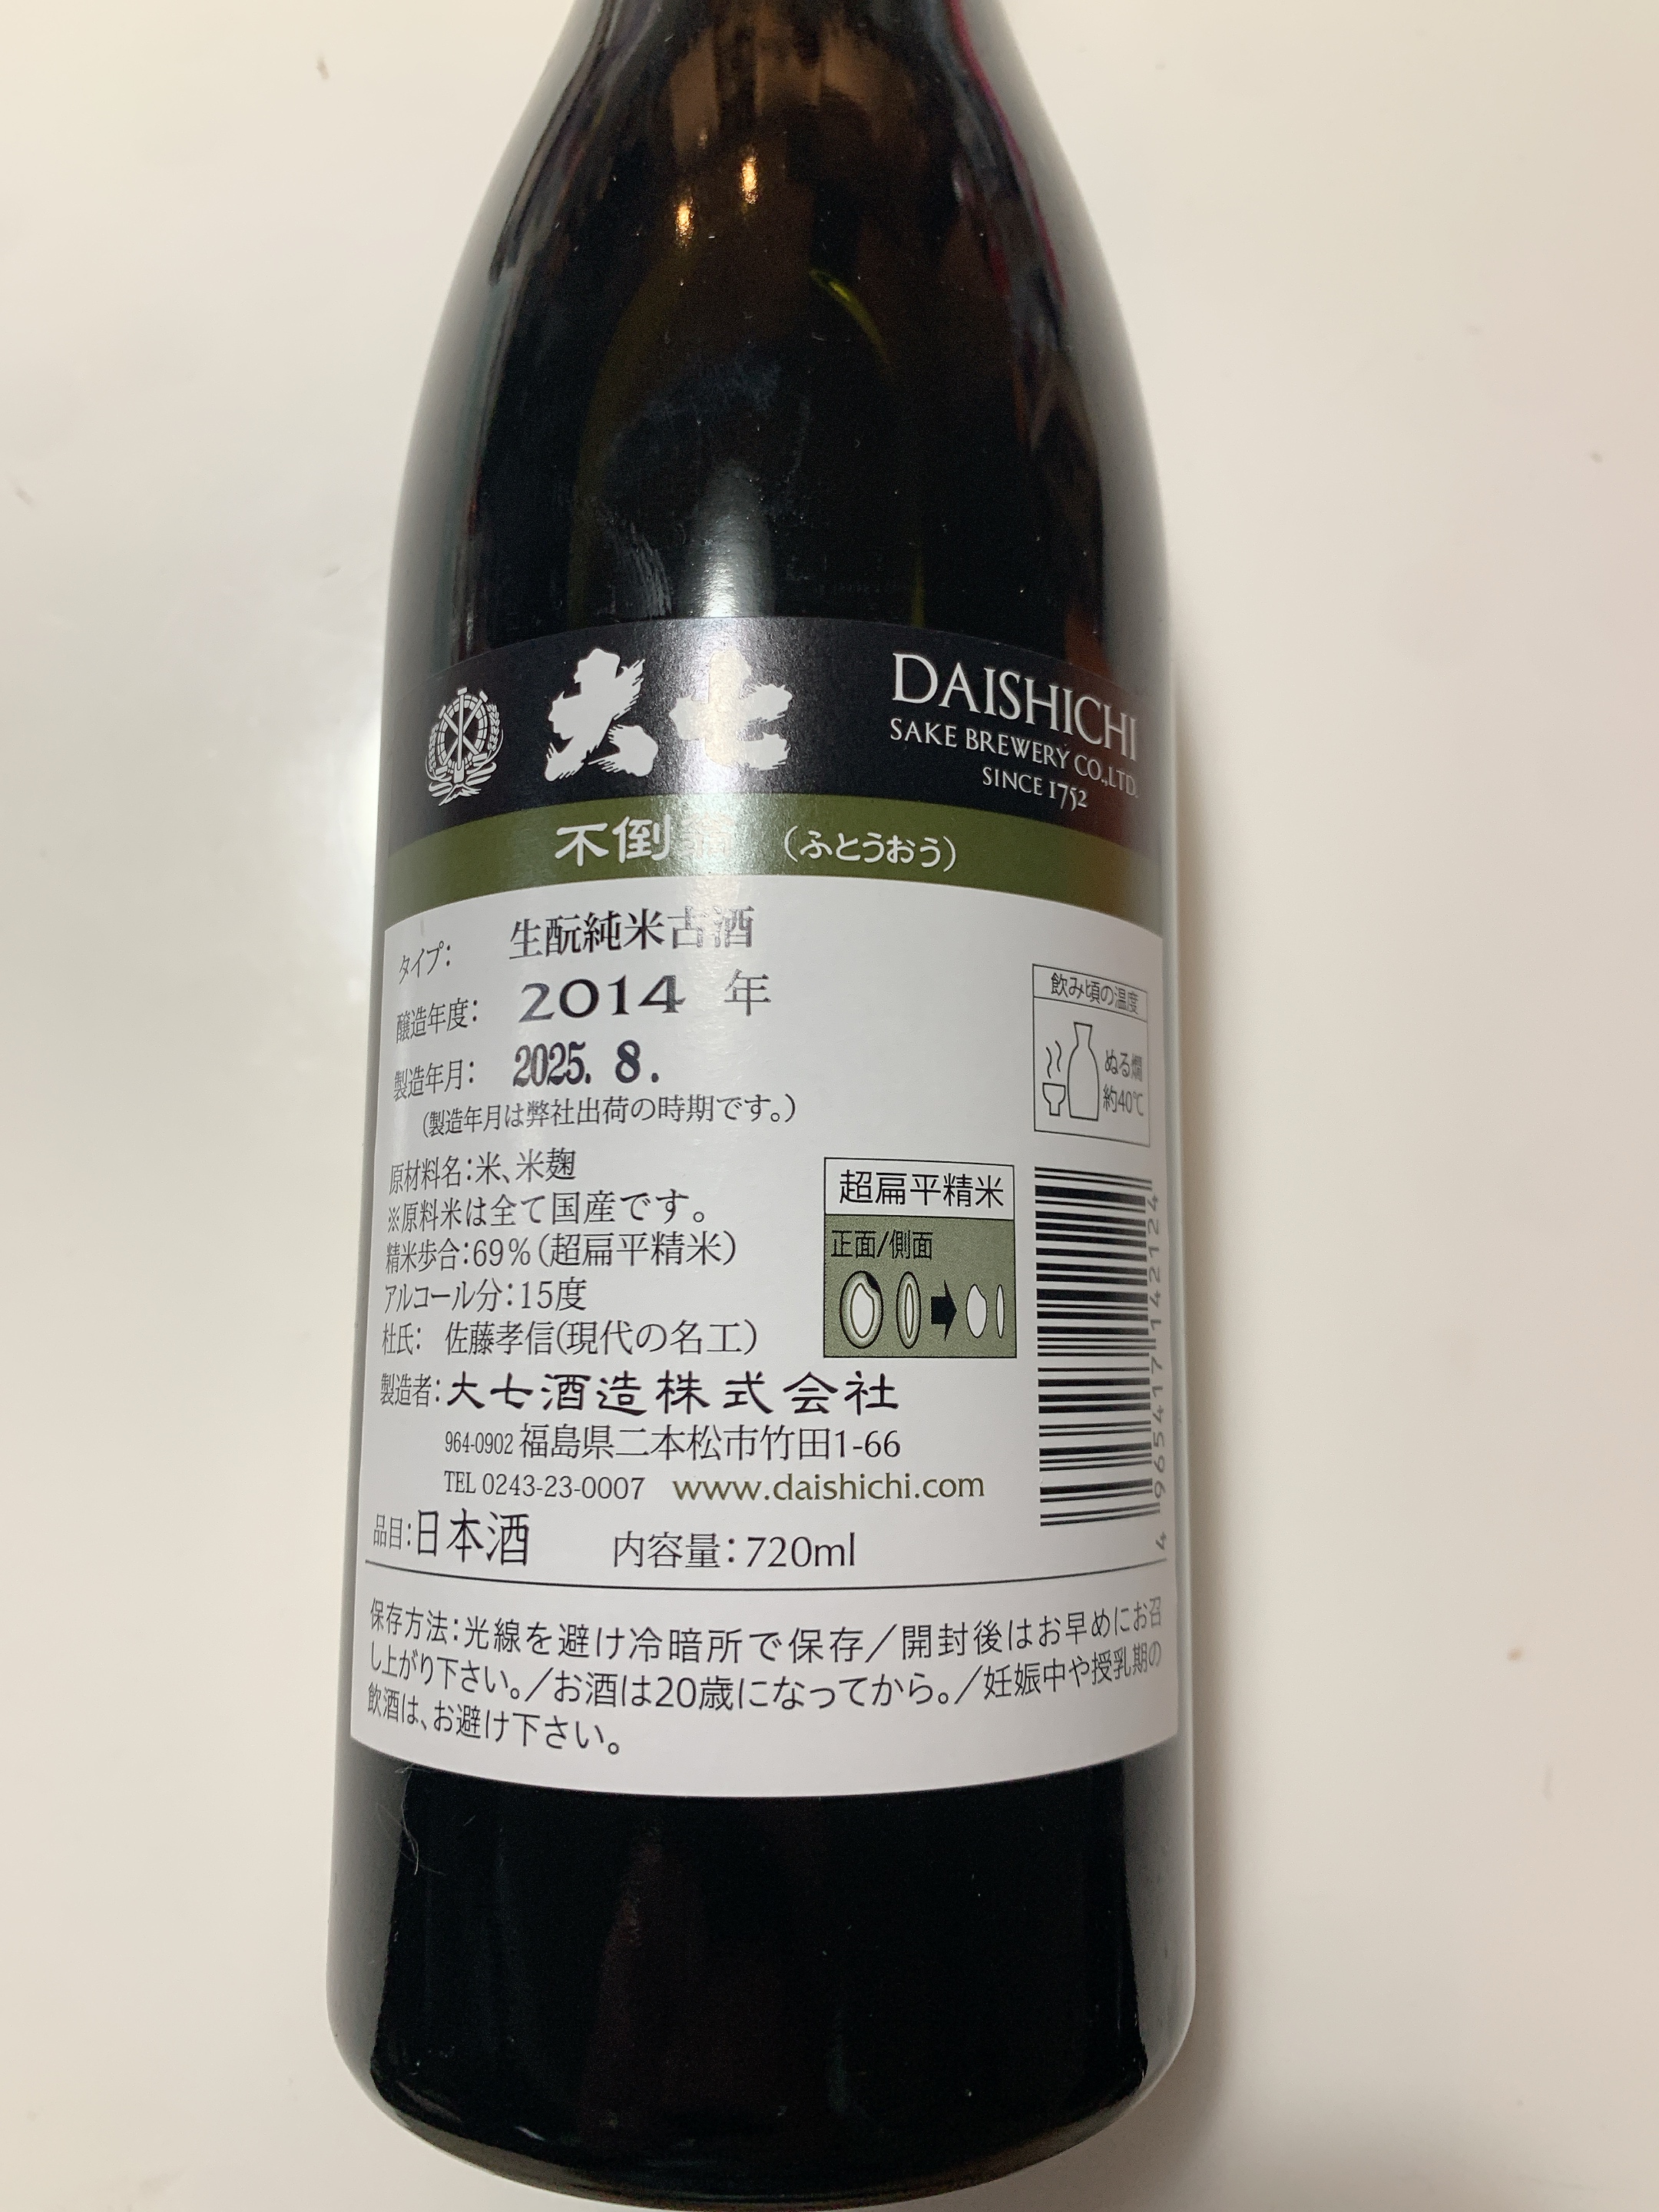 大七
DAISHICHI
SAKE BREWERY CO.,LTD.
SINCE 1752
不倒翁 (ふとうおう)
タイプ: 生酛純米古酒
醸造年度: 2014 年
製造年月: 2025. 8.
(製造年月は弊社出荷の時期です。)
飲み頃の温度
ぬる燗
約40℃
原材料名:米、米麹
※原料米は全て国産です。
精米歩合:69%(超扁平精米)
アルコール分:15度
杜氏: 佐藤孝信(現代の名工)
超扁平精米
正面/側面
製造者:大七酒造株式会社
964-0902 福島県二本松市竹田1-66
TEL 0243-23-0007 www.daishichi.com
品目:日本酒 内容量:720ml
4 965417 142124
保存方法:光線を避け冷暗所で保存/開封後はお早めにお召
し上がり下さい。/お酒は20歳になってから。/妊娠中や授乳期の
飲酒は、お避け下さい。